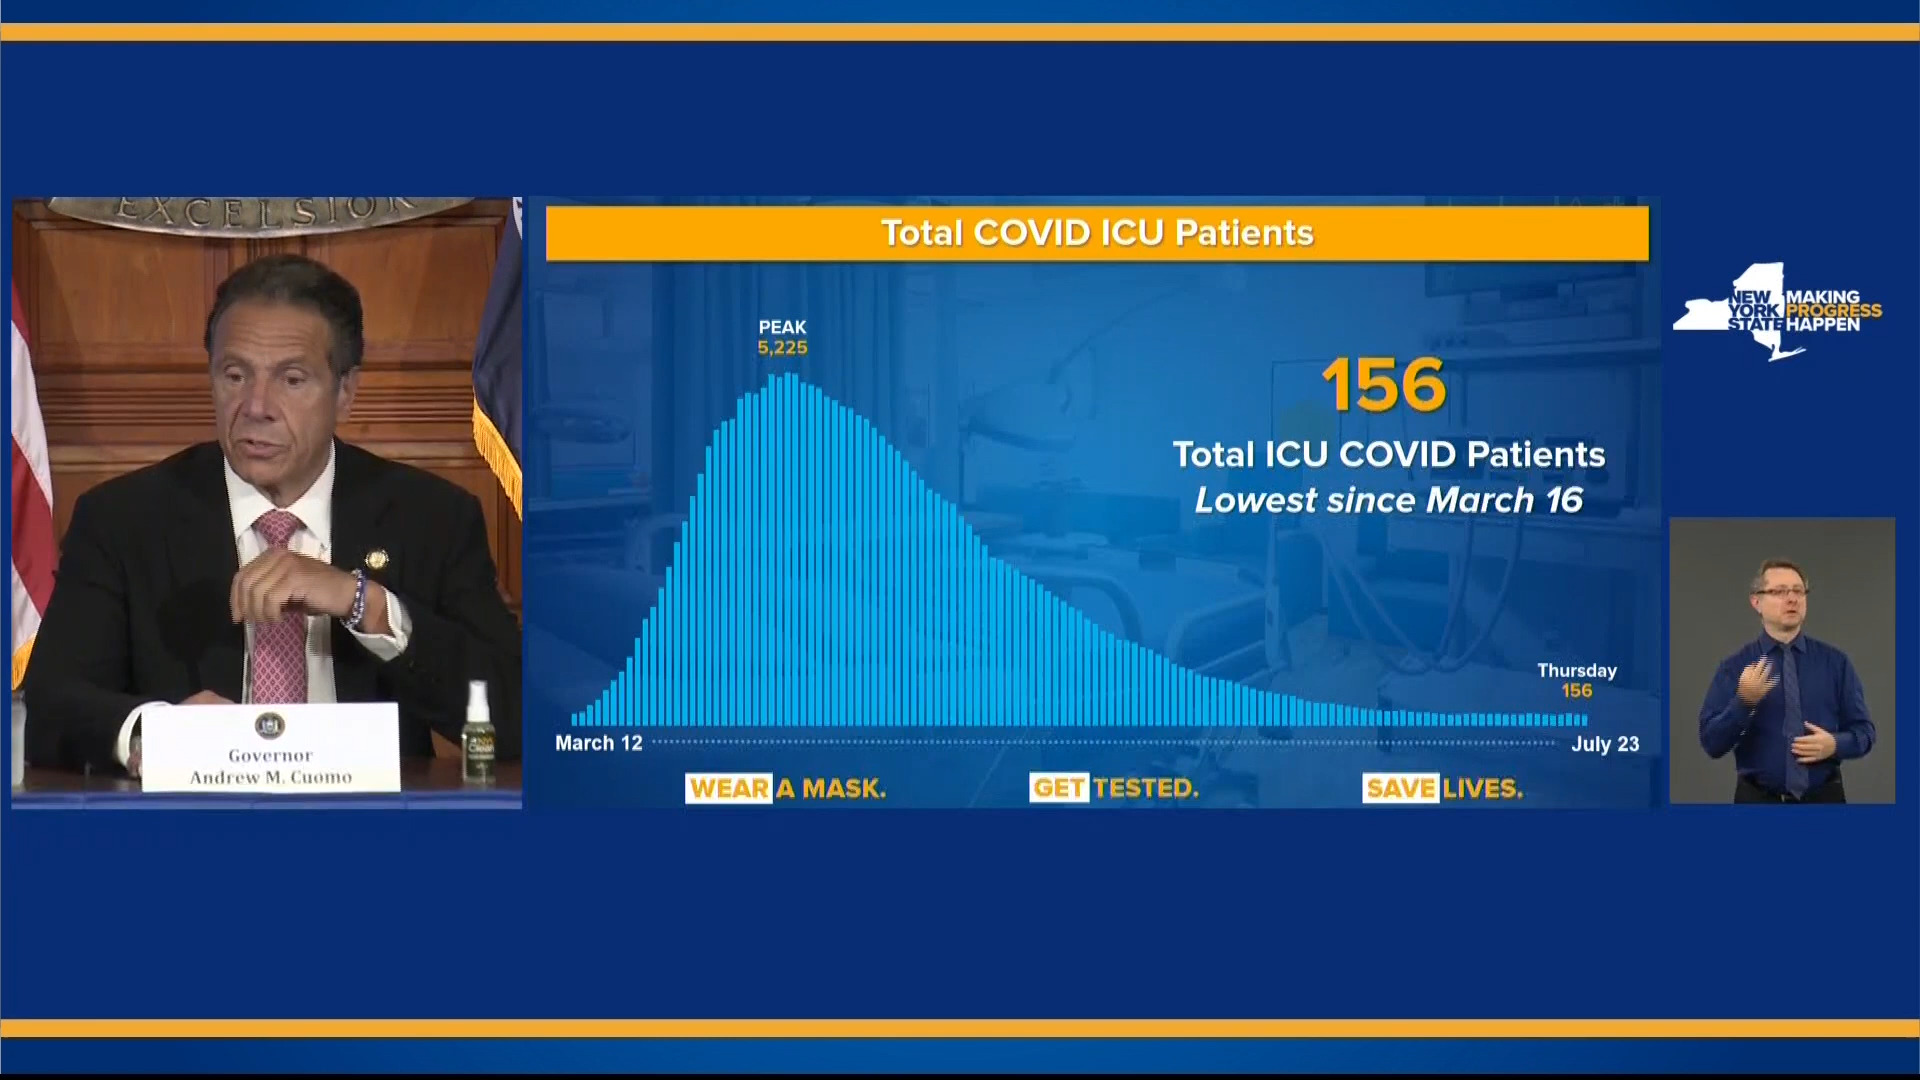 EXCELSIOR
Governor
Andrew M. Cuomo
Total COVID ICU Patients
PEAK
5,225
156
Total ICU COVID Patients
Lowest since March 16
Thursday
156
March 12
July 23
WEAR A MASK.
GET TESTED.
SAVE LIVES.
NEW YORK STATE
MAKING
PROGRESS
HAPPEN